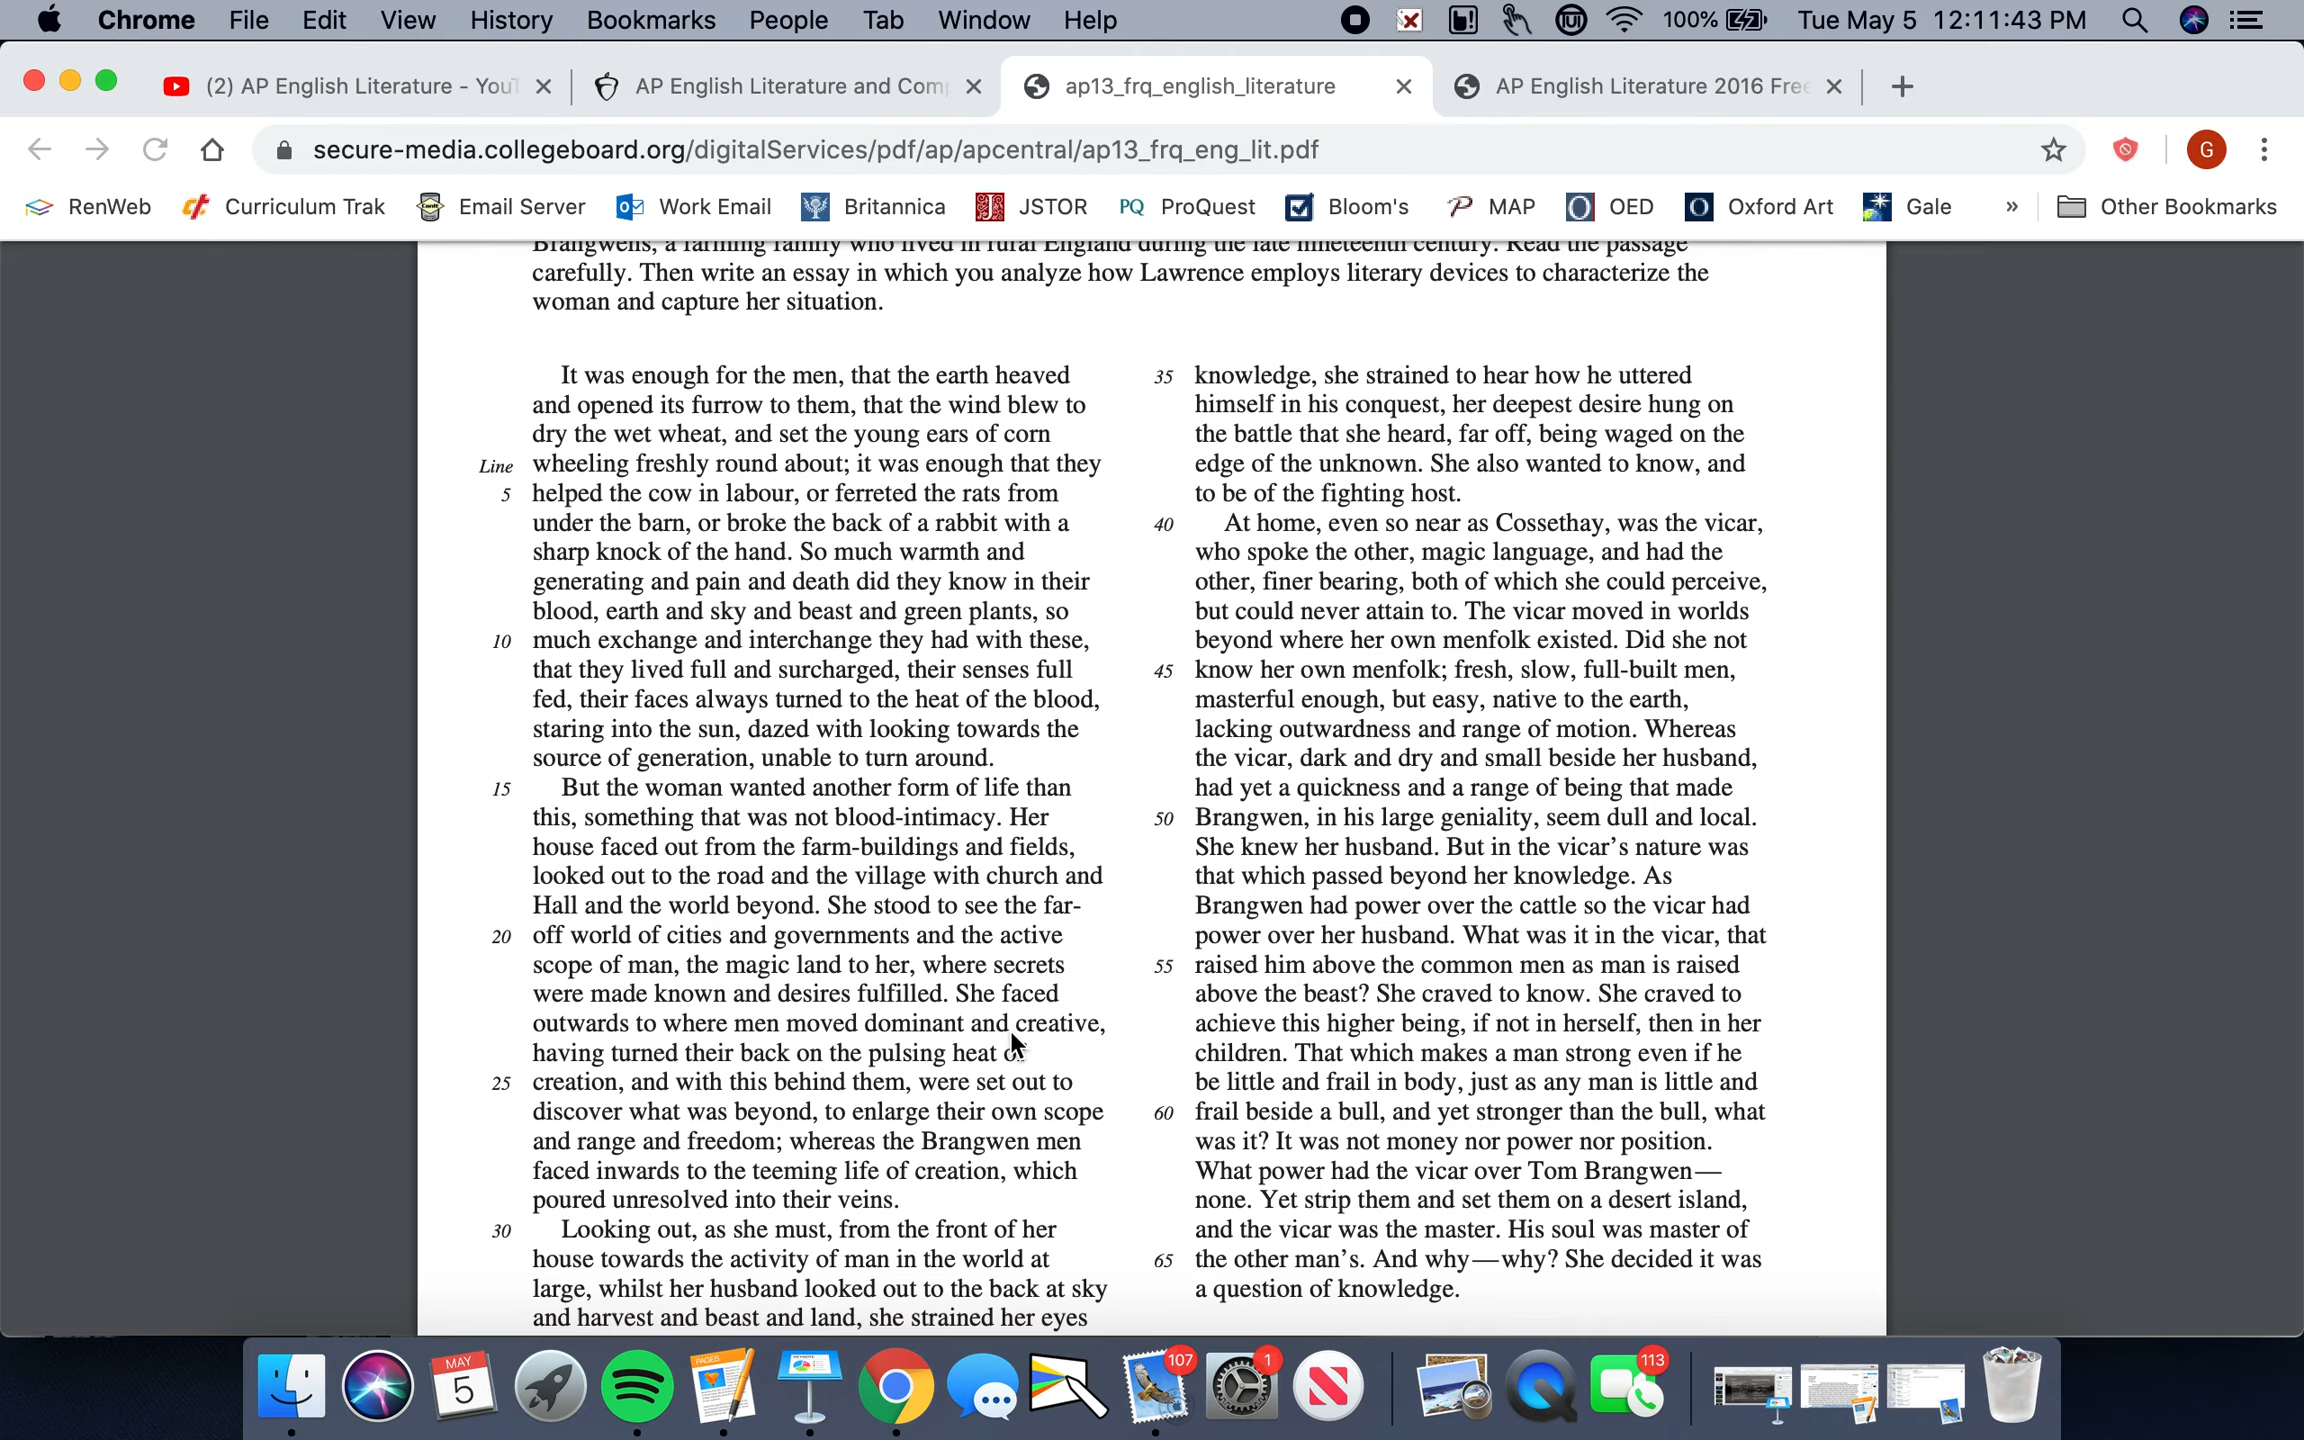 Chrome File Edit View History Bookmarks People Tab Window Help 100% Tue May 5 12:11:43 PM
(2) AP English Literature - YouT
AP English Literature and Com
ap13_frq_english_literature
AP English Literature 2016 Free
secure-media.collegeboard.org/digitalServices/pdf/ap/apcentral/ap13_frq_eng_lit.pdf
G
RenWeb Curriculum Trak Email Server Work Email Britannica JSTOR ProQuest Bloom's MAP OED Oxford Art Gale » Other Bookmarks
Brangwens, a farming family who lived in rural England during the late nineteenth century. Read the passage
carefully. Then write an essay in which you analyze how Lawrence employs literary devices to characterize the
woman and capture her situation.
It was enough for the men, that the earth heaved
and opened its furrow to them, that the wind blew to
dry the wet wheat, and set the young ears of corn
Line wheeling freshly round about; it was enough that they
5 helped the cow in labour, or ferreted the rats from
under the barn, or broke the back of a rabbit with a
sharp knock of the hand. So much warmth and
generating and pain and death did they know in their
blood, earth and sky and beast and green plants, so
10 much exchange and interchange they had with these,
that they lived full and surcharged, their senses full
fed, their faces always turned to the heat of the blood,
staring into the sun, dazed with looking towards the
source of generation, unable to turn around.
15 But the woman wanted another form of life than
this, something that was not blood-intimacy. Her
house faced out from the farm-buildings and fields,
looked out to the road and the village with church and
Hall and the world beyond. She stood to see the far-
20 off world of cities and governments and the active
scope of man, the magic land to her, where secrets
were made known and desires fulfilled. She faced
outwards to where men moved dominant and creative,
having turned their back on the pulsing heat of
25 creation, and with this behind them, were set out to
discover what was beyond, to enlarge their own scope
and range and freedom; whereas the Brangwen men
faced inwards to the teeming life of creation, which
poured unresolved into their veins.
30 Looking out, as she must, from the front of her
house towards the activity of man in the world at
large, whilst her husband looked out to the back at sky
and harvest and beast and land, she strained her eyes
35 knowledge, she strained to hear how he uttered
himself in his conquest, her deepest desire hung on
the battle that she heard, far off, being waged on the
edge of the unknown. She also wanted to know, and
to be of the fighting host.
40 At home, even so near as Cossethay, was the vicar,
who spoke the other, magic language, and had the
other, finer bearing, both of which she could perceive,
but could never attain to. The vicar moved in worlds
beyond where her own menfolk existed. Did she not
45 know her own menfolk; fresh, slow, full-built men,
masterful enough, but easy, native to the earth,
lacking outwardness and range of motion. Whereas
the vicar, dark and dry and small beside her husband,
had yet a quickness and a range of being that made
50 Brangwen, in his large geniality, seem dull and local.
She knew her husband. But in the vicar's nature was
that which passed beyond her knowledge. As
Brangwen had power over the cattle so the vicar had
power over her husband. What was it in the vicar, that
55 raised him above the common men as man is raised
above the beast? She craved to know. She craved to
achieve this higher being, if not in herself, then in her
children. That which makes a man strong even if he
be little and frail in body, just as any man is little and
60 frail beside a bull, and yet stronger than the bull, what
was it? It was not money nor power nor position.
What power had the vicar over Tom Brangwen—
none. Yet strip them and set them on a desert island,
and the vicar was the master. His soul was master of
65 the other man's. And why—why? She decided it was
a question of knowledge.
MAY
5
PAGES
107
1
113